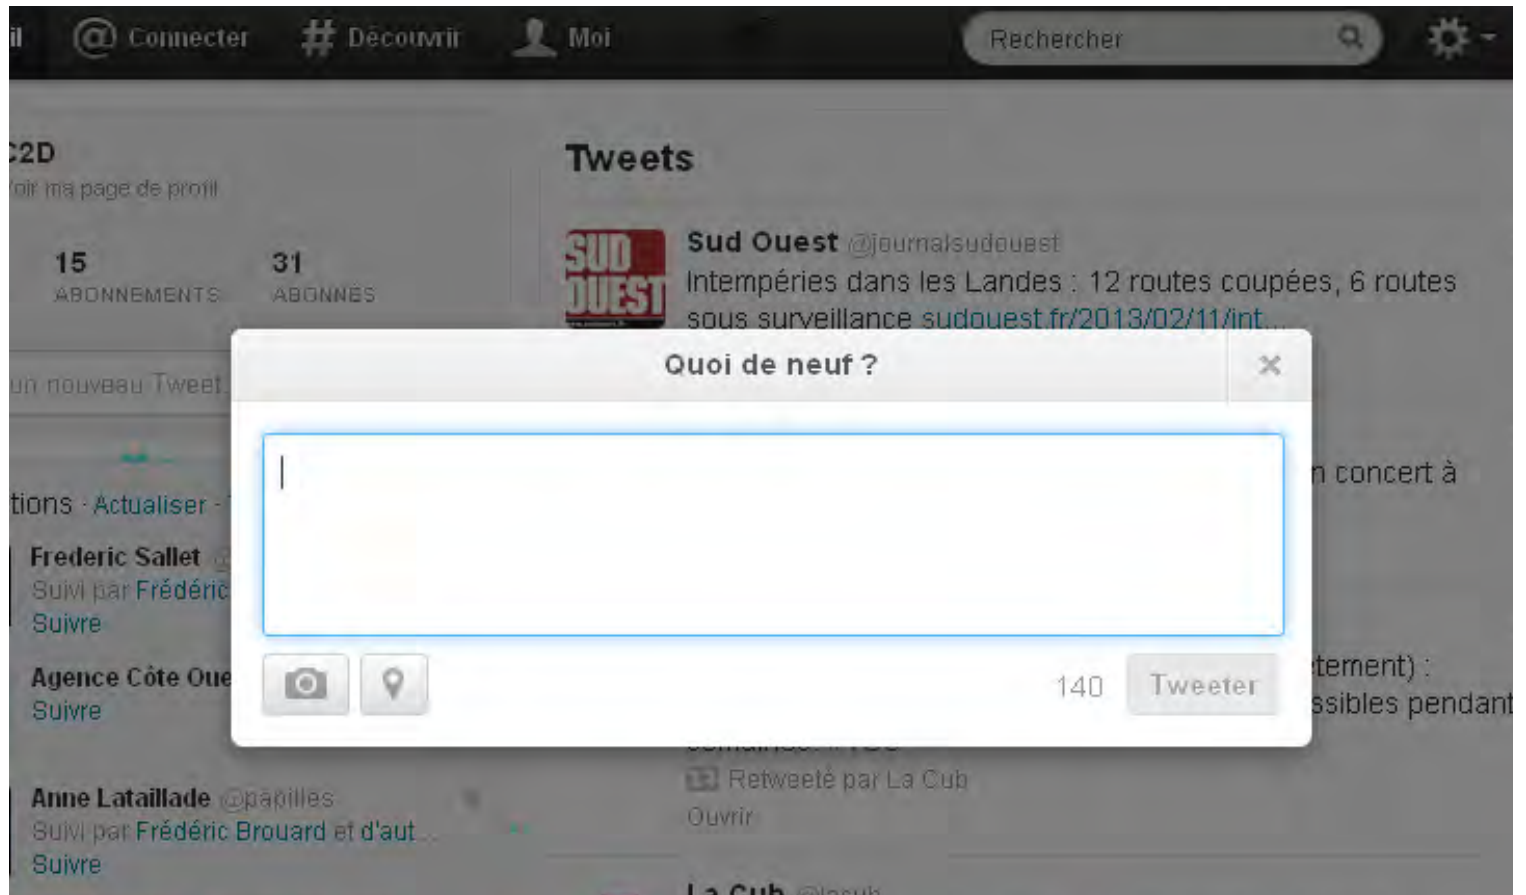 il @ Connecter # Découvrir Moi Rechercher
C2D
Voir ma page de profil
15
ABONNEMENTS
31
ABONNÉS
un nouveau Tweet
tions · Actualiser ·
Frederic Sallet
Suivi par Frédéric
Suivre
Agence Côte Oue
Suivre
Anne Lataillade @papilles
Suivi par Frédéric Brouard et d'aut...
Suivre
Tweets
SUD
OUEST
Sud Ouest @journalsudouest
Intempéries dans les Landes : 12 routes coupées, 6 routes
sous surveillance sudouest.fr/2013/02/11/int...
n concert à
tement) :
ssibles pendant
Retweeté par La Cub
Ouvrir
La Cub @lacub
Quoi de neuf ?
140 Tweeter